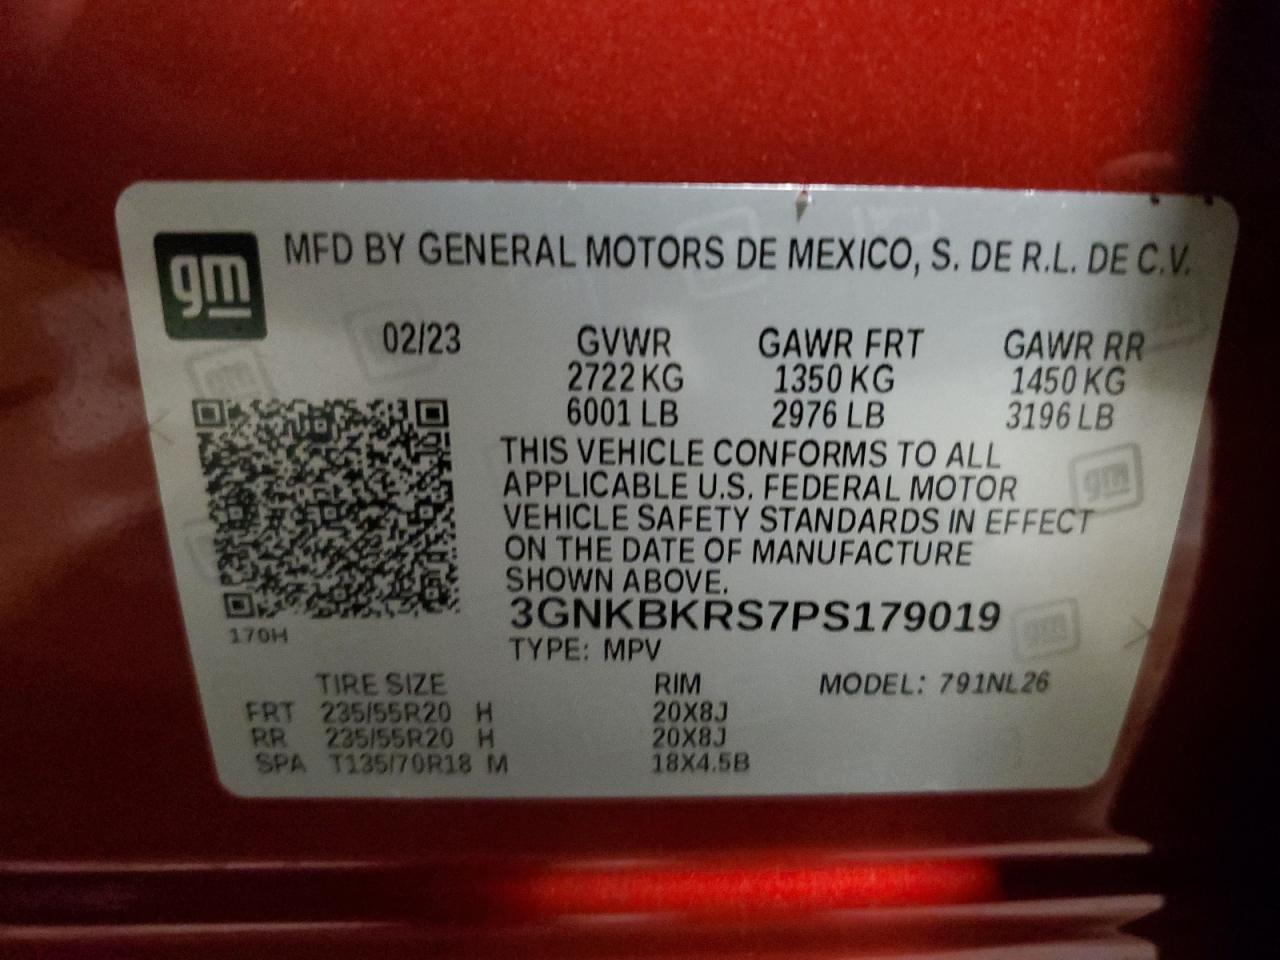 gm
MFD BY GENERAL MOTORS DE MEXICO, S. DE R.L. DE C.V.
02/23 GVWR GAWR FRT GAWR RR
2722 KG 1350 KG 1450 KG
6001 LB 2976 LB 3196 LB
THIS VEHICLE CONFORMS TO ALL
APPLICABLE U.S. FEDERAL MOTOR
VEHICLE SAFETY STANDARDS IN EFFECT
ON THE DATE OF MANUFACTURE
SHOWN ABOVE.
3GNKBKRS7PS179019
170H
TYPE: MPV
TIRE SIZE RIM MODEL: 791NL26
FRT 235/55R20 H 20X8J
RR 235/55R20 H 20X8J
SPA T135/70R18 M 18X4.5B